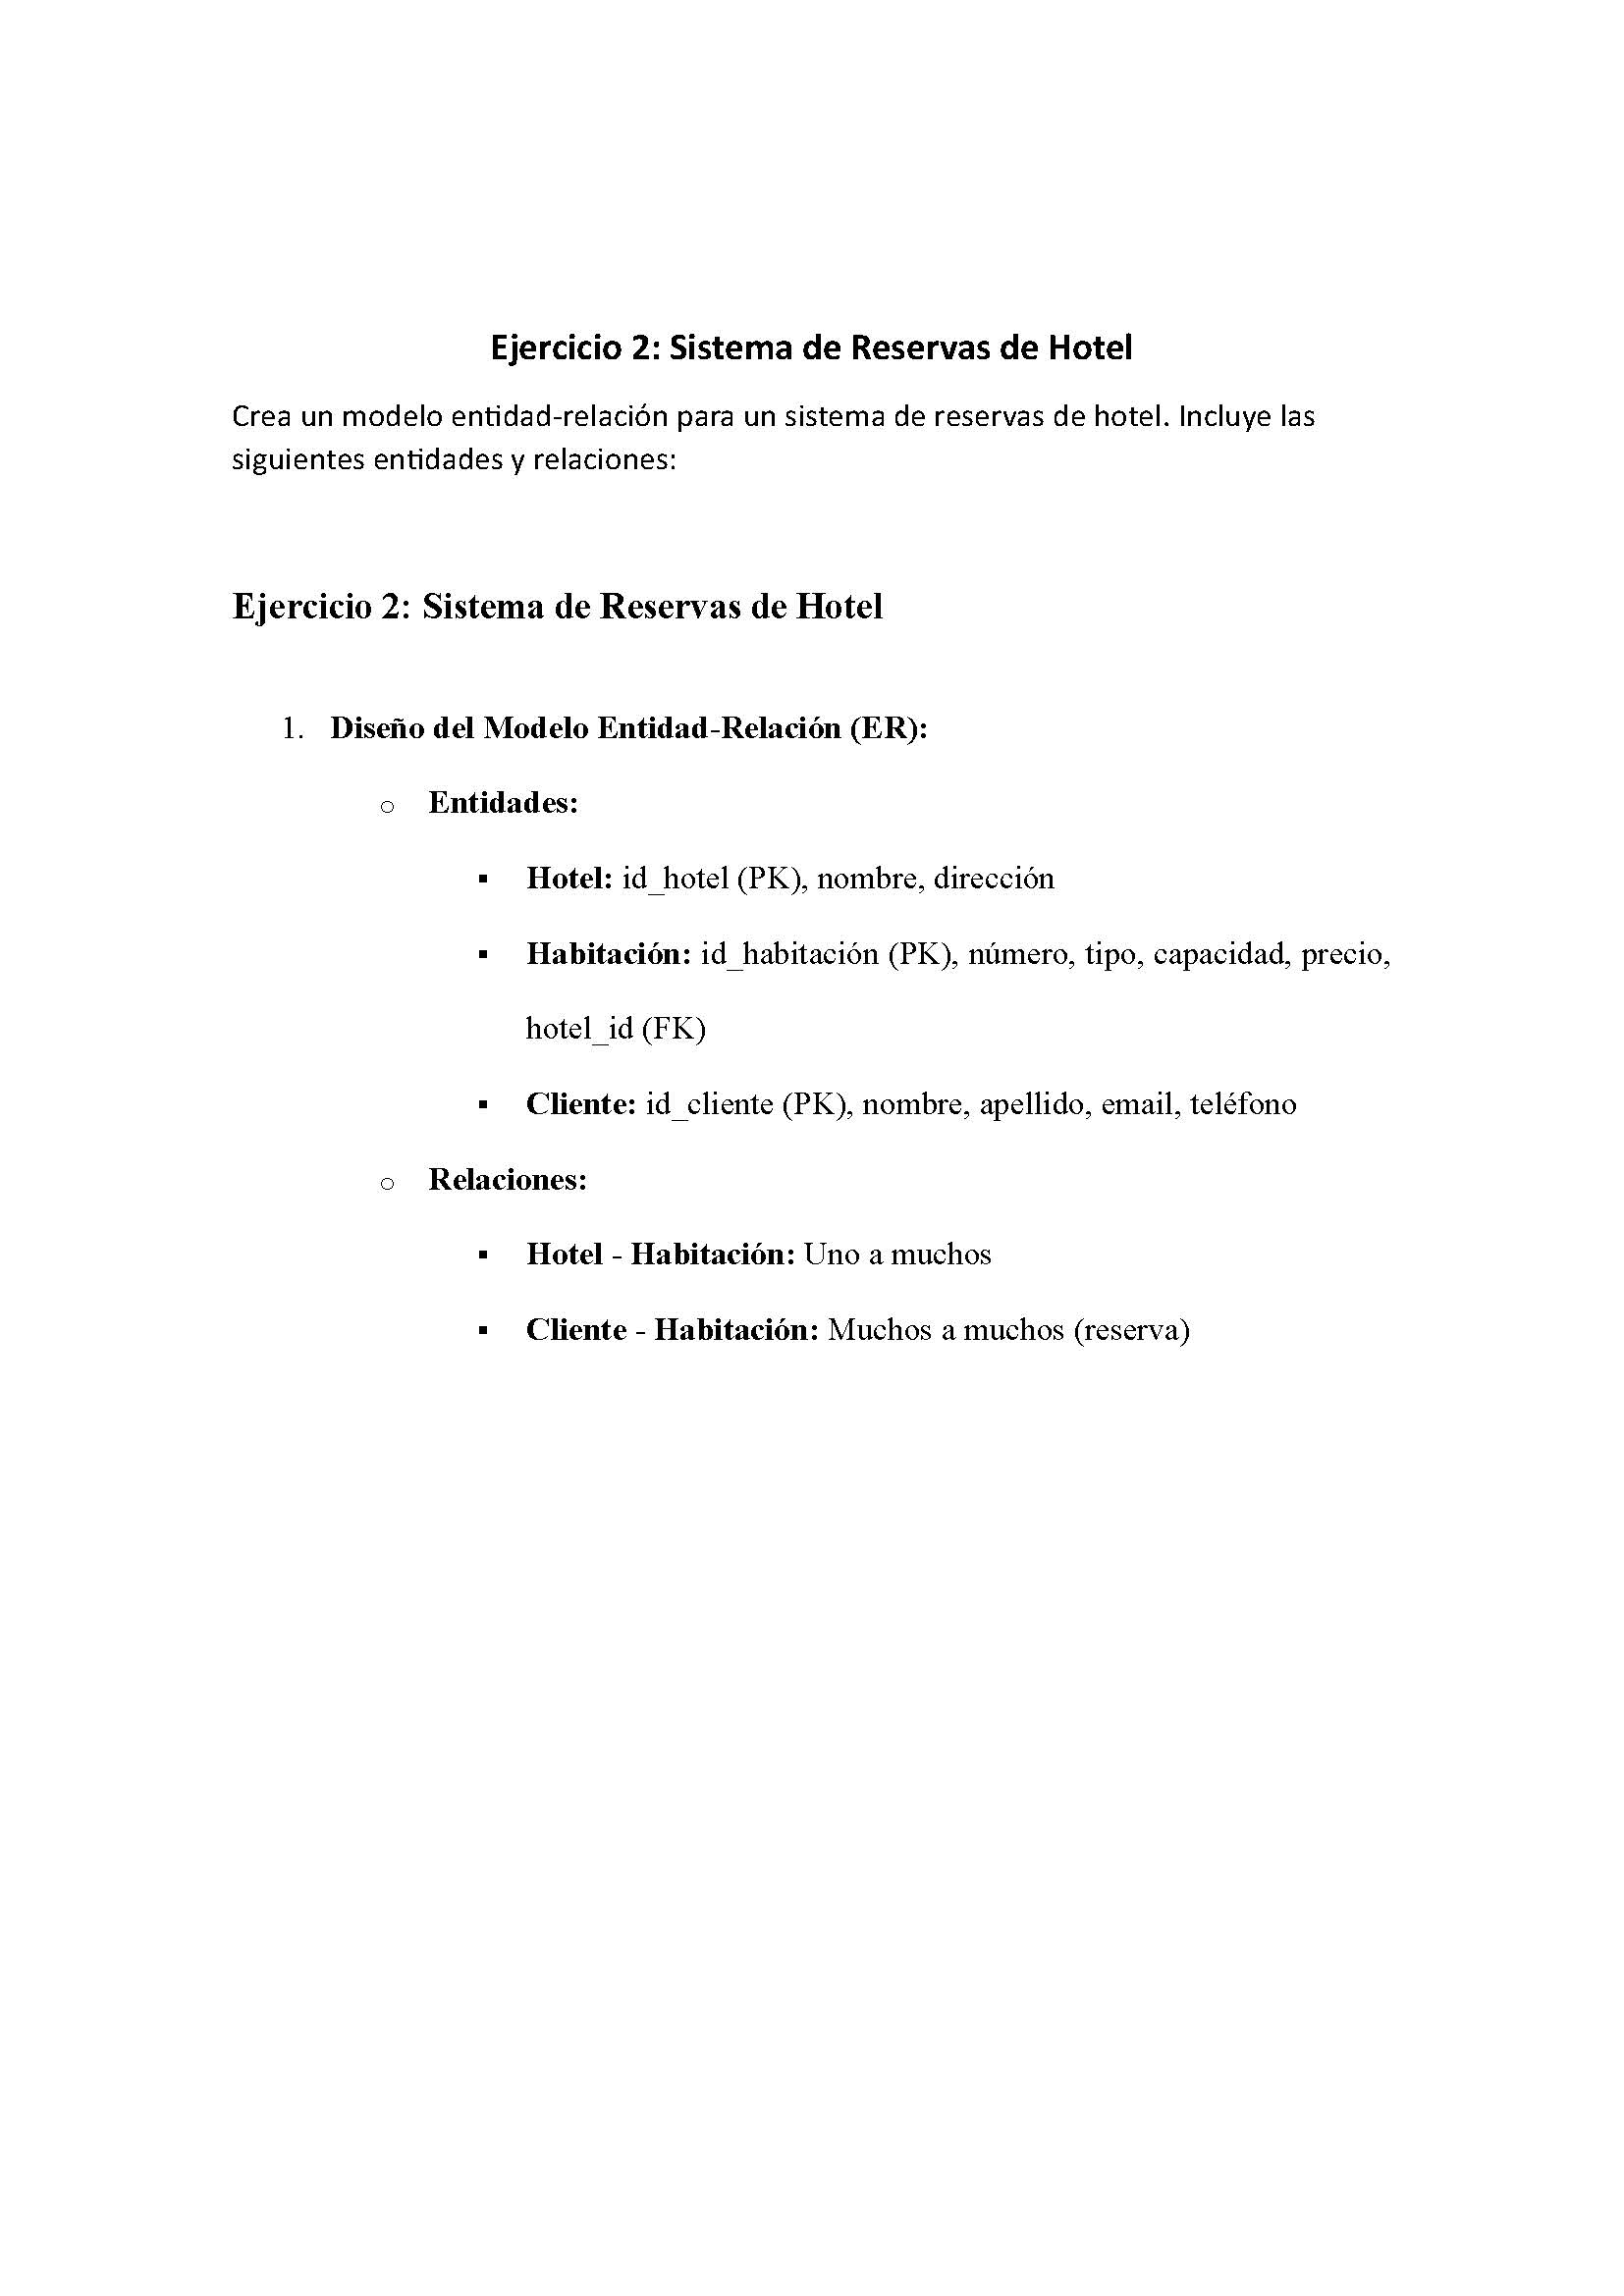 Ejercicio 2: Sistema de Reservas de Hotel
Crea un modelo entidad-relación para un sistema de reservas de hotel. Incluye las
siguientes entidades y relaciones:
Ejercicio 2: Sistema de Reservas de Hotel
1. Diseño del Modelo Entidad-Relación (ER):
o Entidades:
▪ Hotel: id_hotel (PK), nombre, dirección
▪ Habitación: id_habitación (PK), número, tipo, capacidad, precio,
hotel_id (FK)
▪ Cliente: id_cliente (PK), nombre, apellido, email, teléfono
o Relaciones:
▪ Hotel - Habitación: Uno a muchos
▪ Cliente - Habitación: Muchos a muchos (reserva)